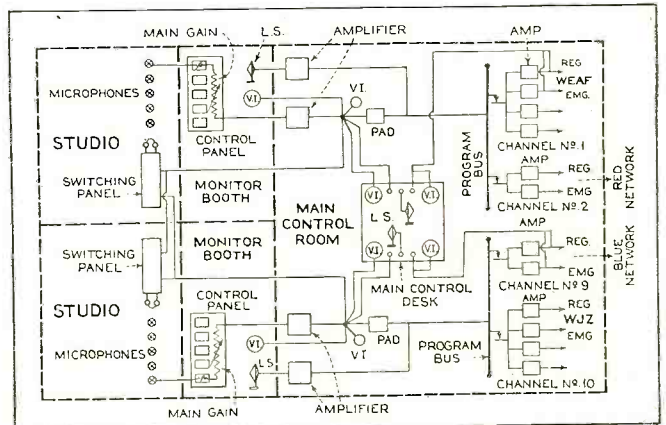 MAIN GAIN
L.S.
AMPLIFIER
AMP
REG
WEAF
EMG.
MICROPHONES
V.I.
V.I.
PAD
CONTROL PANEL
STUDIO
CHANNEL Nº.1
AMP
REG
EMG
CHANNEL Nº.2
PROGRAM BUS
RED NETWORK
SWITCHING PANEL
MONITOR BOOTH
MAIN CONTROL ROOM
V.I.
V.I.
L.S.
V.I.
V.I.
MAIN CONTROL DESK
SWITCHING PANEL
MONITOR BOOTH
AMP
REG.
EMG
CHANNEL Nº 9
BLUE NETWORK
STUDIO
CONTROL PANEL
MICROPHONES
V.I.
V.I
PAD
L.S
PROGRAM BUS
AMP
REG
WJZ
EMG
CHANNEL Nº.10
MAIN GAIN
AMPLIFIER